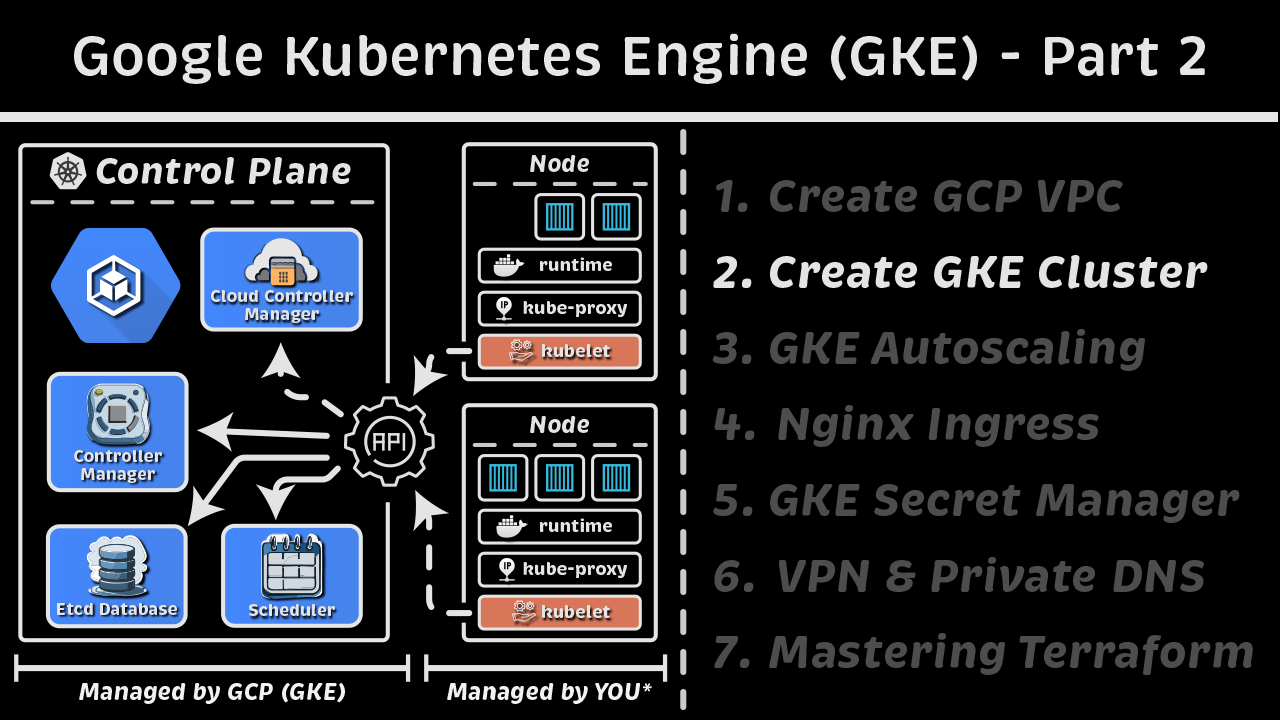 Google Kubernetes Engine (GKE) - Part 2
Control Plane
Cloud Controller
Manager
Controller
Manager
Etcd Database
Scheduler
API
Node
runtime
IP
kube-proxy
kubelet
Node
runtime
IP
kube-proxy
kubelet
Managed by GCP (GKE)
Managed by YOU*
1. Create GCP VPC
2. Create GKE Cluster
3. GKE Autoscaling
4. Nginx Ingress
5. GKE Secret Manager
6. VPN & Private DNS
7. Mastering Terraform